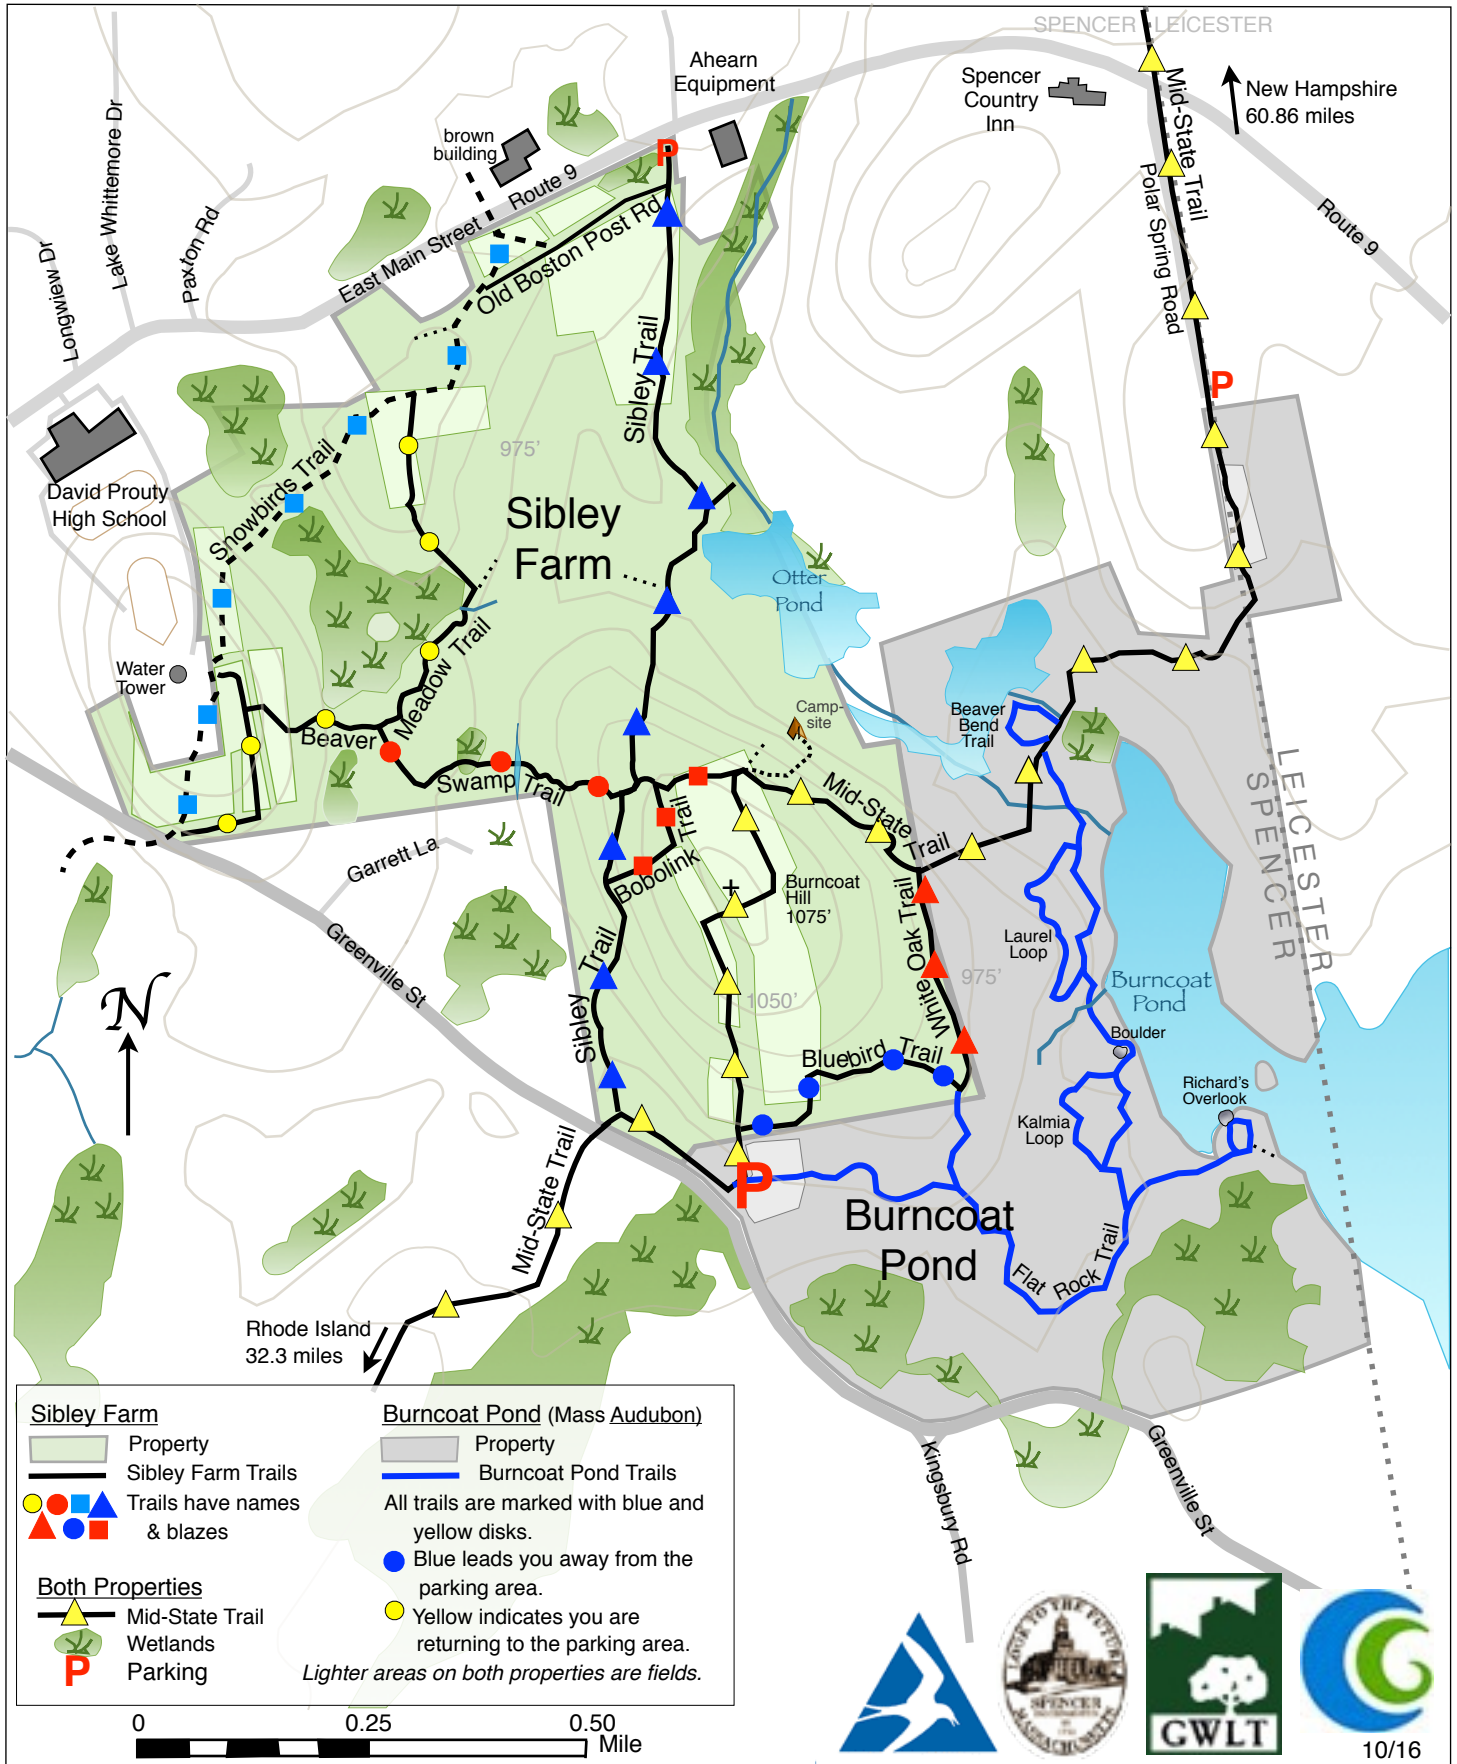 SPENCER LEICESTER
Ahearn
Equipment
Spencer
Country
Inn
Mid-State Trail
New Hampshire
60.86 miles
Lake Whittemore Dr
brown
building
P
Route 9
Polar Spring Road
Route 9
Paxton Rd
Longview Dr
East Main Street
Old Boston Post Rd
Sibley Trail
P
975'
David Prouty
High School
Snowbirds Trail
Sibley
Farm
Otter
Pond
Water
Tower
Meadow Trail
Beaver
Camp-
site
Beaver
Bend
Trail
Swamp Trail
Mid-State
Trail
LEICESTER
SPENCER
Garrett La
Bobolink
Trail
Burncoat
Hill
1075'
White Oak Trail
Laurel
Loop
975'
Burncoat
Pond
Greenville St
Sibley
Trail
1050'
N
Boulder
Bluebird Trail
Richard's
Overlook
Kalmia
Loop
Mid-State Trail
P
Burncoat
Pond
Flat Rock Trail
Rhode Island
32.3 miles
Kingsbury Rd
Greenville St
Sibley Farm
Property
Sibley Farm Trails
Trails have names
& blazes
Both Properties
Mid-State Trail
Wetlands
P Parking
Burncoat Pond (Mass Audubon)
Property
Burncoat Pond Trails
All trails are marked with blue and
yellow disks.
Blue leads you away from the
parking area.
Yellow indicates you are
returning to the parking area.
Lighter areas on both properties are fields.
0 0.25 0.50
Mile
LOOK TO THE FUTURE
SPENCER
MASSACHUSETTS
GWLT
10/16